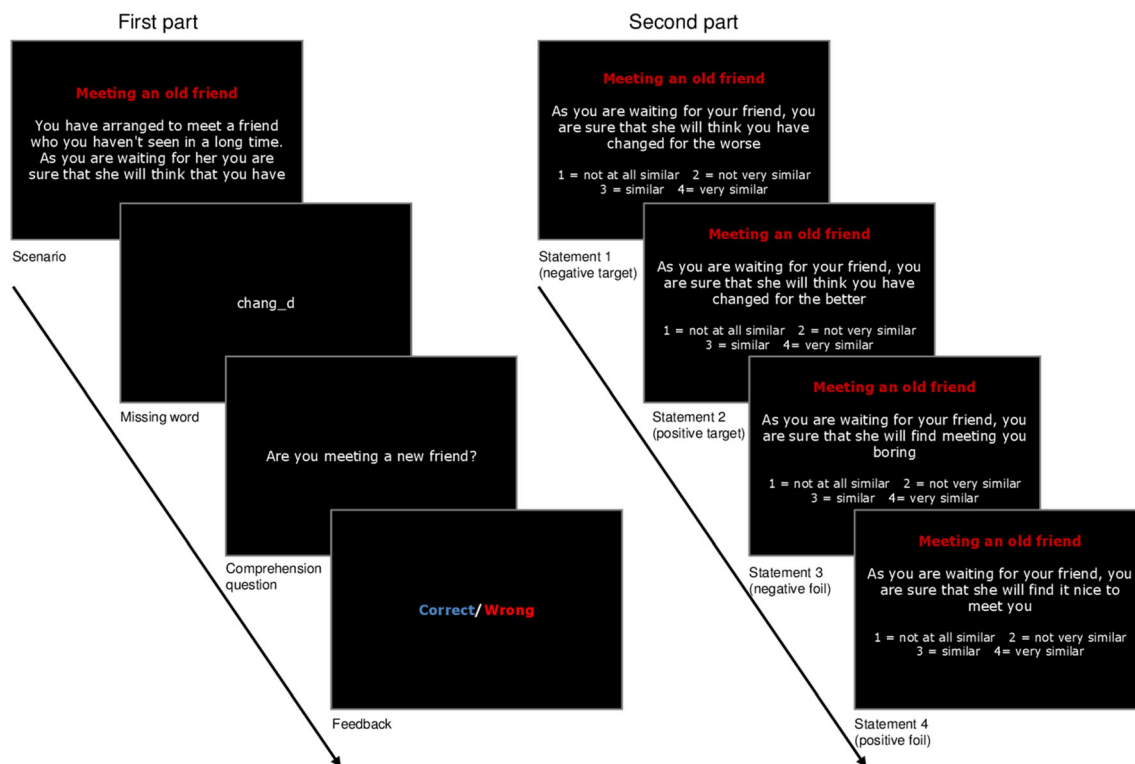 First part
Meeting an old friend
You have arranged to meet a friend
who you haven't seen in a long time.
As you are waiting for her you are
sure that she will think that you have
Scenario
chang_d
Missing word
Are you meeting a new friend?
Comprehension
question
Correct/Wrong
Feedback
Second part
Meeting an old friend
As you are waiting for your friend, you
are sure that she will think you have
changed for the worse
1 = not at all similar 2 = not very similar
3 = similar 4= very similar
Statement 1
(negative target)
Meeting an old friend
As you are waiting for your friend, you
are sure that she will think you have
changed for the better
1 = not at all similar 2 = not very similar
3 = similar 4= very similar
Statement 2
(positive target)
Meeting an old friend
As you are waiting for your friend, you
are sure that she will find meeting you
boring
1 = not at all similar 2 = not very similar
3 = similar 4= very similar
Statement 3
(negative foil)
Meeting an old friend
As you are waiting for your friend, you
are sure that she will find it nice to
meet you
1 = not at all similar 2 = not very similar
3 = similar 4= very similar
Statement 4
(positive foil)